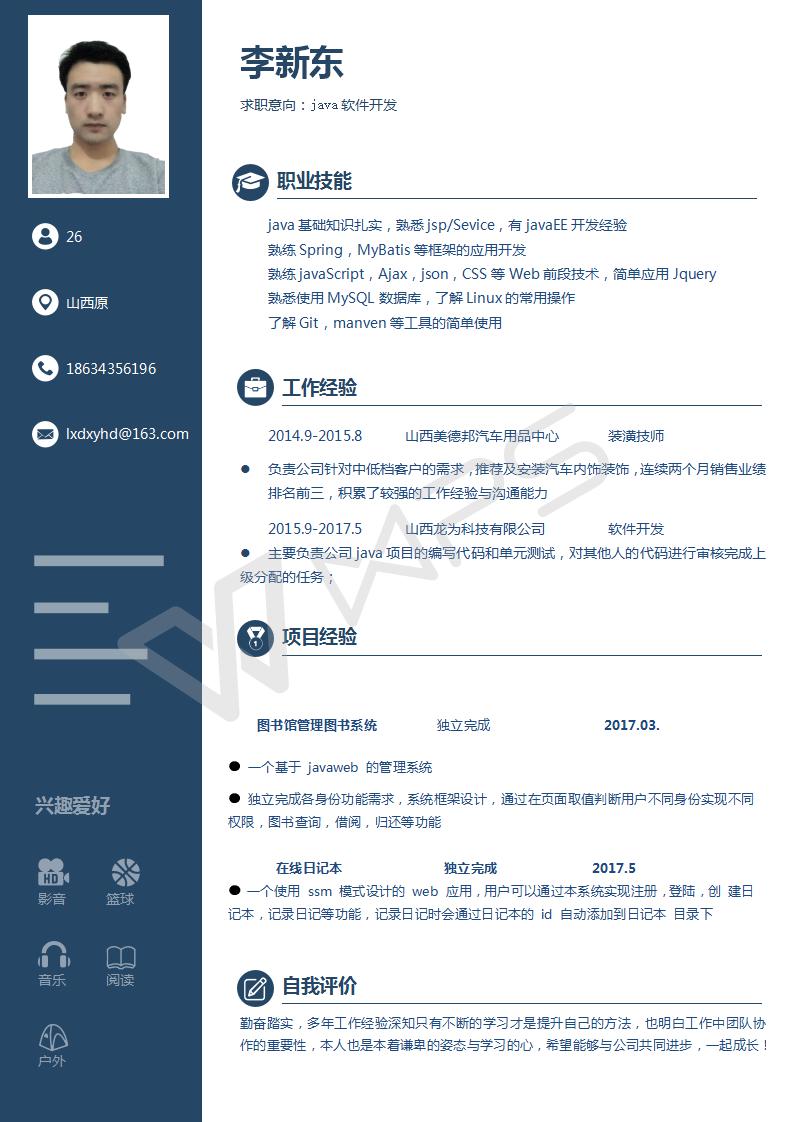 李新东
求职意向：java 软件开发
26
山西原
18634356196
lxdxyhd@163.com
兴趣爱好
HD
影音
篮球
音乐
阅读
户外
职业技能
java 基础知识扎实，熟悉 jsp/Sevice，有 javaEE 开发经验
熟练 Spring，MyBatis 等框架的应用开发
熟练 javaScript，Ajax，json，CSS 等 Web 前段技术，简单应用 Jquery
熟悉使用 MySQL 数据库，了解 Linux 的常用操作
了解 Git，manven 等工具的简单使用
工作经验
2014.9-2015.8 山西美德邦汽车用品中心 装潢技师
● 负责公司针对中低档客户的需求，推荐及安装汽车内饰装饰，连续两个月销售业绩
排名前三，积累了较强的工作经验与沟通能力
2015.9-2017.5 山西龙为科技有限公司 软件开发
● 主要负责公司 java 项目的编写代码和单元测试，对其他人的代码进行审核完成上
级分配的任务；
WPS
1
项目经验
图书馆管理图书系统 独立完成 2017.03.
● 一个基于 javaweb 的管理系统
● 独立完成各身份功能需求，系统框架设计，通过在页面取值判断用户不同身份实现不同
权限，图书查询，借阅，归还等功能
在线日记本 独立完成 2017.5
● 一个使用 ssm 模式设计的 web 应用，用户可以通过本系统实现注册，登陆，创 建日
记本，记录日记等功能，记录日记时会通过日记本的 id 自动添加到日记本 目录下
自我评价
勤奋踏实，多年工作经验深知只有不断的学习才是提升自己的方法，也明白工作中团队协
作的重要性，本人也是本着谦卑的姿态与学习的心，希望能够与公司共同进步，一起成长！